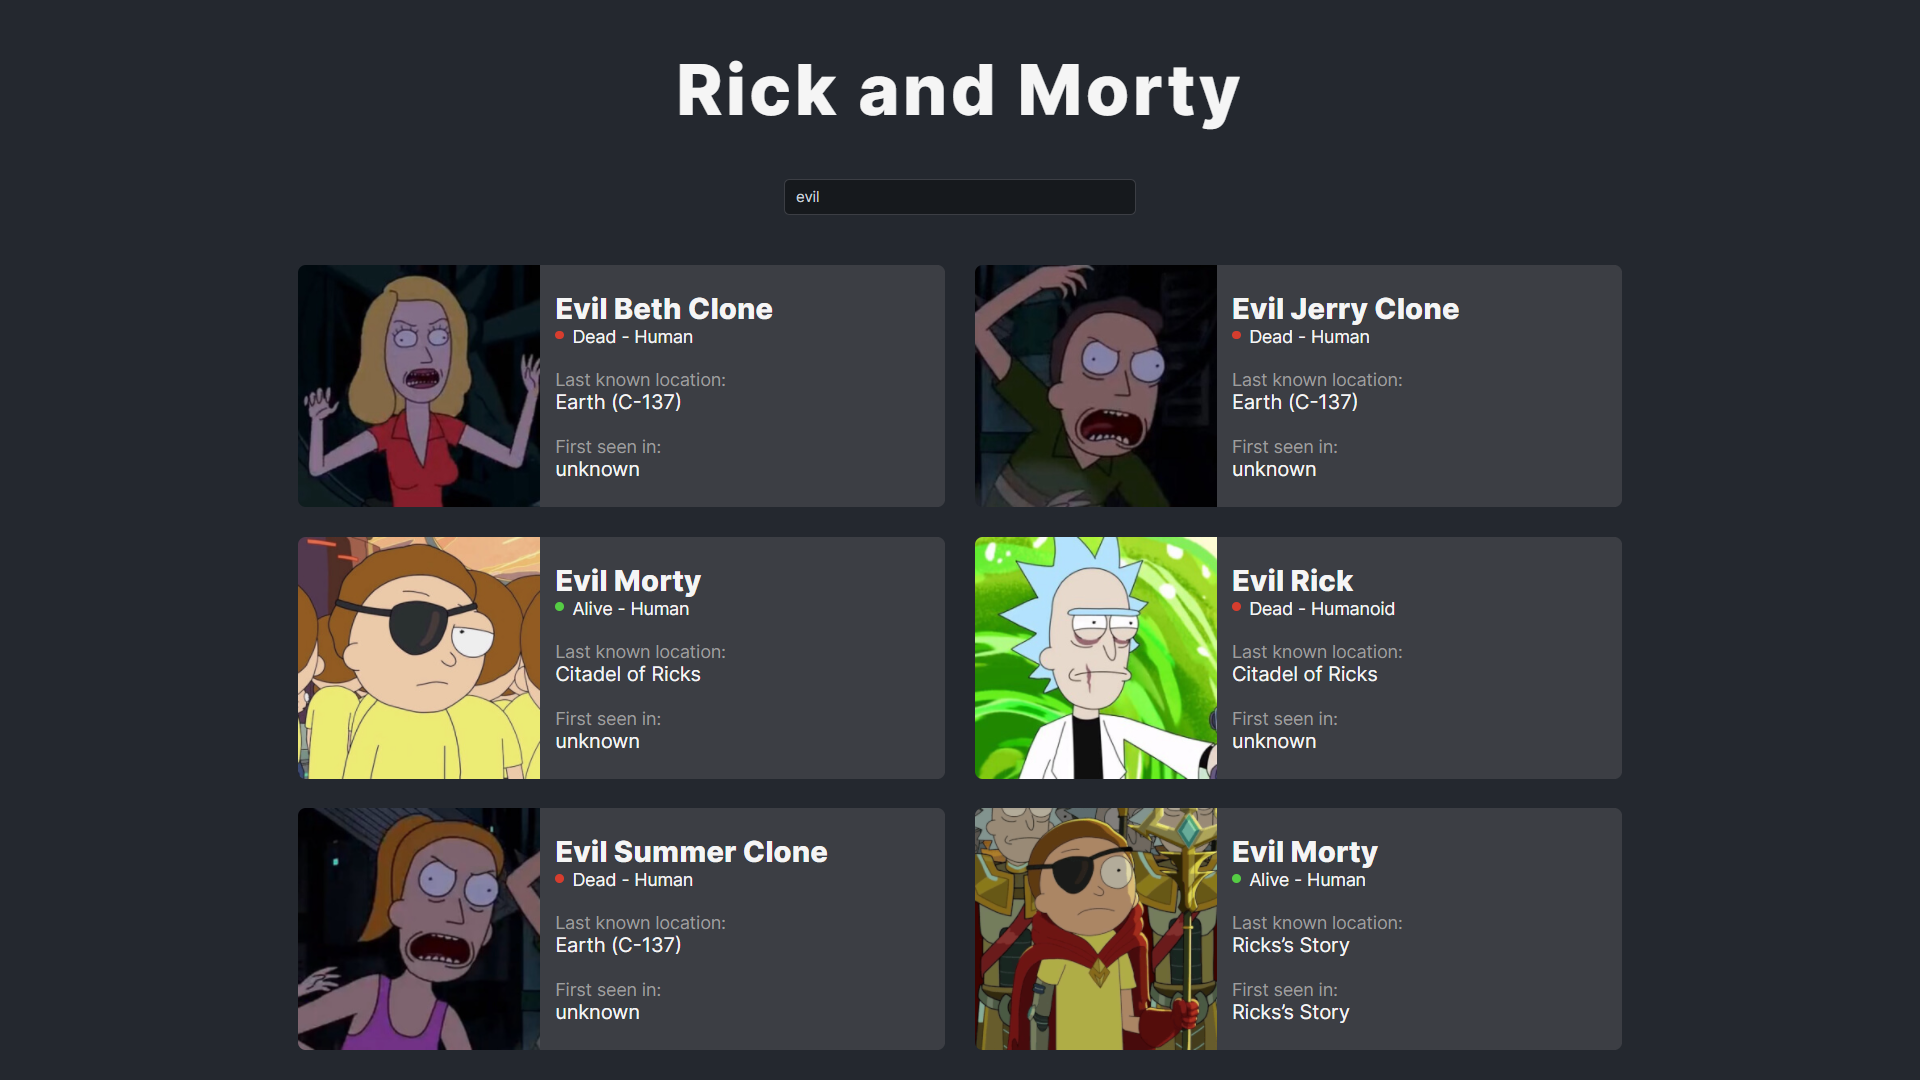 Rick and Morty
evil
Evil Beth Clone
Dead - Human
Last known location:
Earth (C-137)
First seen in:
unknown
Evil Jerry Clone
Dead - Human
Last known location:
Earth (C-137)
First seen in:
unknown
Evil Morty
Alive - Human
Last known location:
Citadel of Ricks
First seen in:
unknown
Evil Rick
Dead - Humanoid
Last known location:
Citadel of Ricks
First seen in:
unknown
Evil Summer Clone
Dead - Human
Last known location:
Earth (C-137)
First seen in:
unknown
Evil Morty
Alive - Human
Last known location:
Ricks’s Story
First seen in:
Ricks’s Story